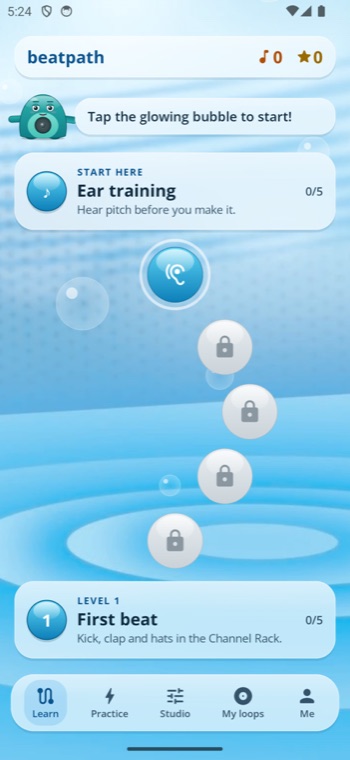 5:24
beatpath
0
0
Tap the glowing bubble to start!
START HERE
Ear training
Hear pitch before you make it.
0/5
LEVEL 1
1
First beat
Kick, clap and hats in the Channel Rack.
0/5
Learn
Practice
Studio
My loops
Me